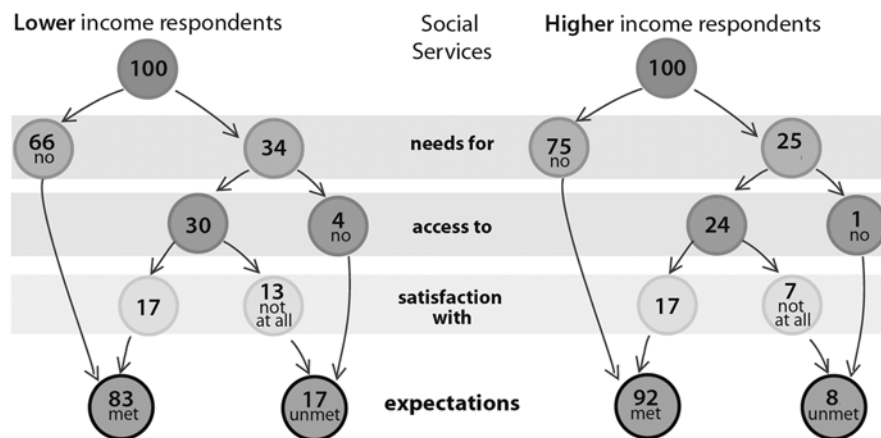 Lower income respondents
100
66
no
34
30
4
no
17
13
not
at all
83
met
17
unmet
Social
Services
needs for
access to
satisfaction
with
expectations
Higher income respondents
100
75
no
25
24
1
no
17
7
not
at all
92
met
8
unmet